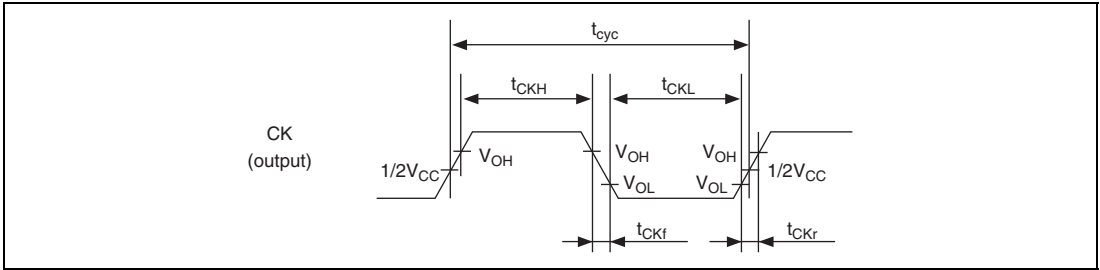 tcyc
tCKH
tCKL
CK
(output)
1/2VCC
VOH
VOH
VOL
VOH
VOL
1/2VCC
tCKf
tCKr